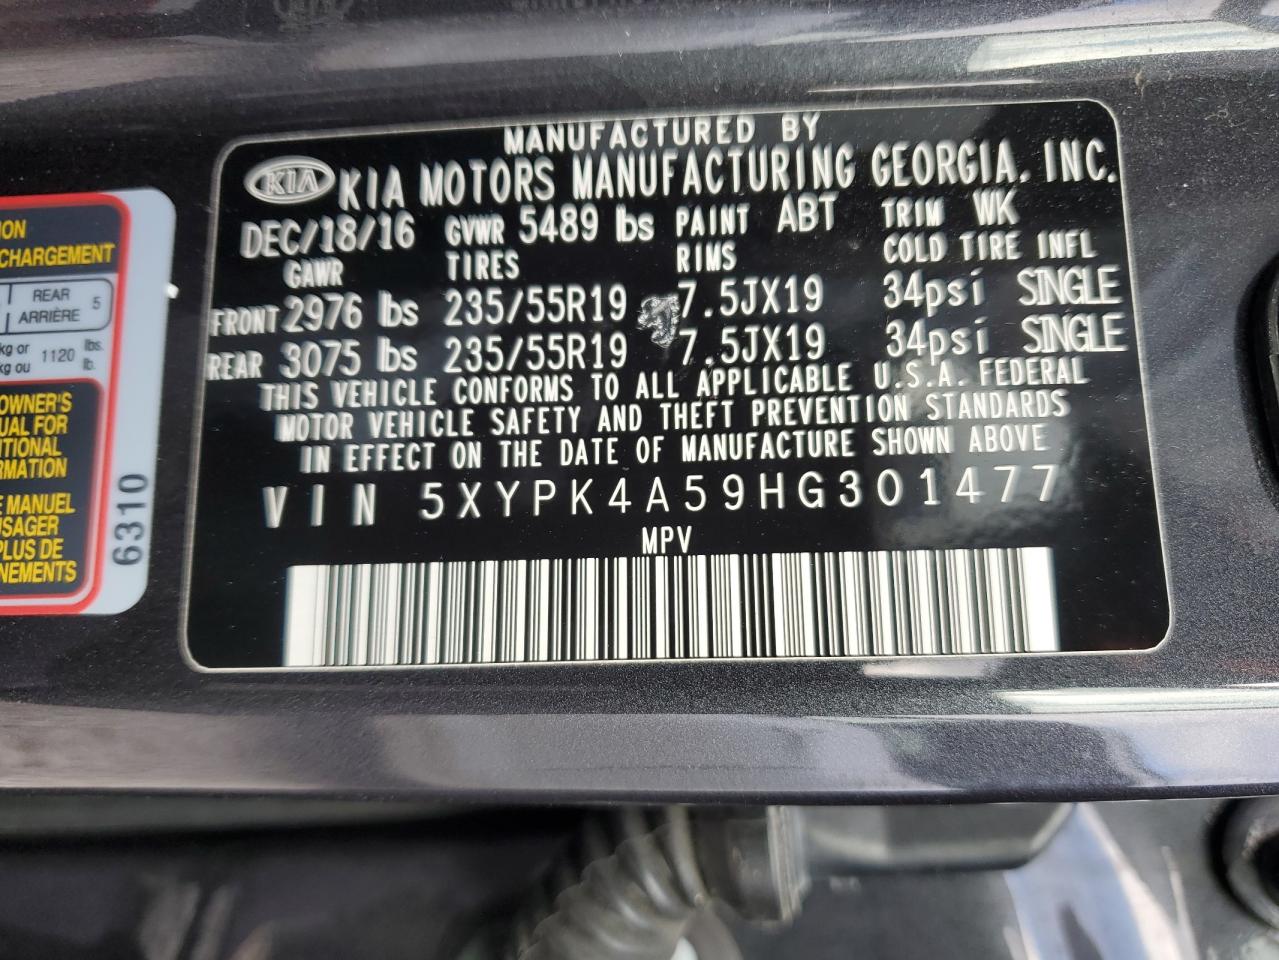 MANUFACTURED BY
KIA KIA MOTORS MANUFACTURING GEORGIA, INC.
DEC/18/16 GVWR 5489 lbs PAINT ABT TRIM WK
GAWR TIRES RIMS COLD TIRE INFL
FRONT 2976 lbs 235/55R19 7.5JX19 34psi SINGLE
REAR 3075 lbs 235/55R19 7.5JX19 34psi SINGLE
THIS VEHICLE CONFORMS TO ALL APPLICABLE U.S.A. FEDERAL
MOTOR VEHICLE SAFETY AND THEFT PREVENTION STANDARDS
IN EFFECT ON THE DATE OF MANUFACTURE SHOWN ABOVE
VIN 5XYPK4A59HG301477
MPV
ION
CHARGEMENT
REAR 5
ARRIÈRE
kg or 1120 lbs.
kg ou lb.
OWNER'S
UAL FOR
ITIONAL
RMATION
E MANUEL
USAGER
PLUS DE
NEMENTS
6310